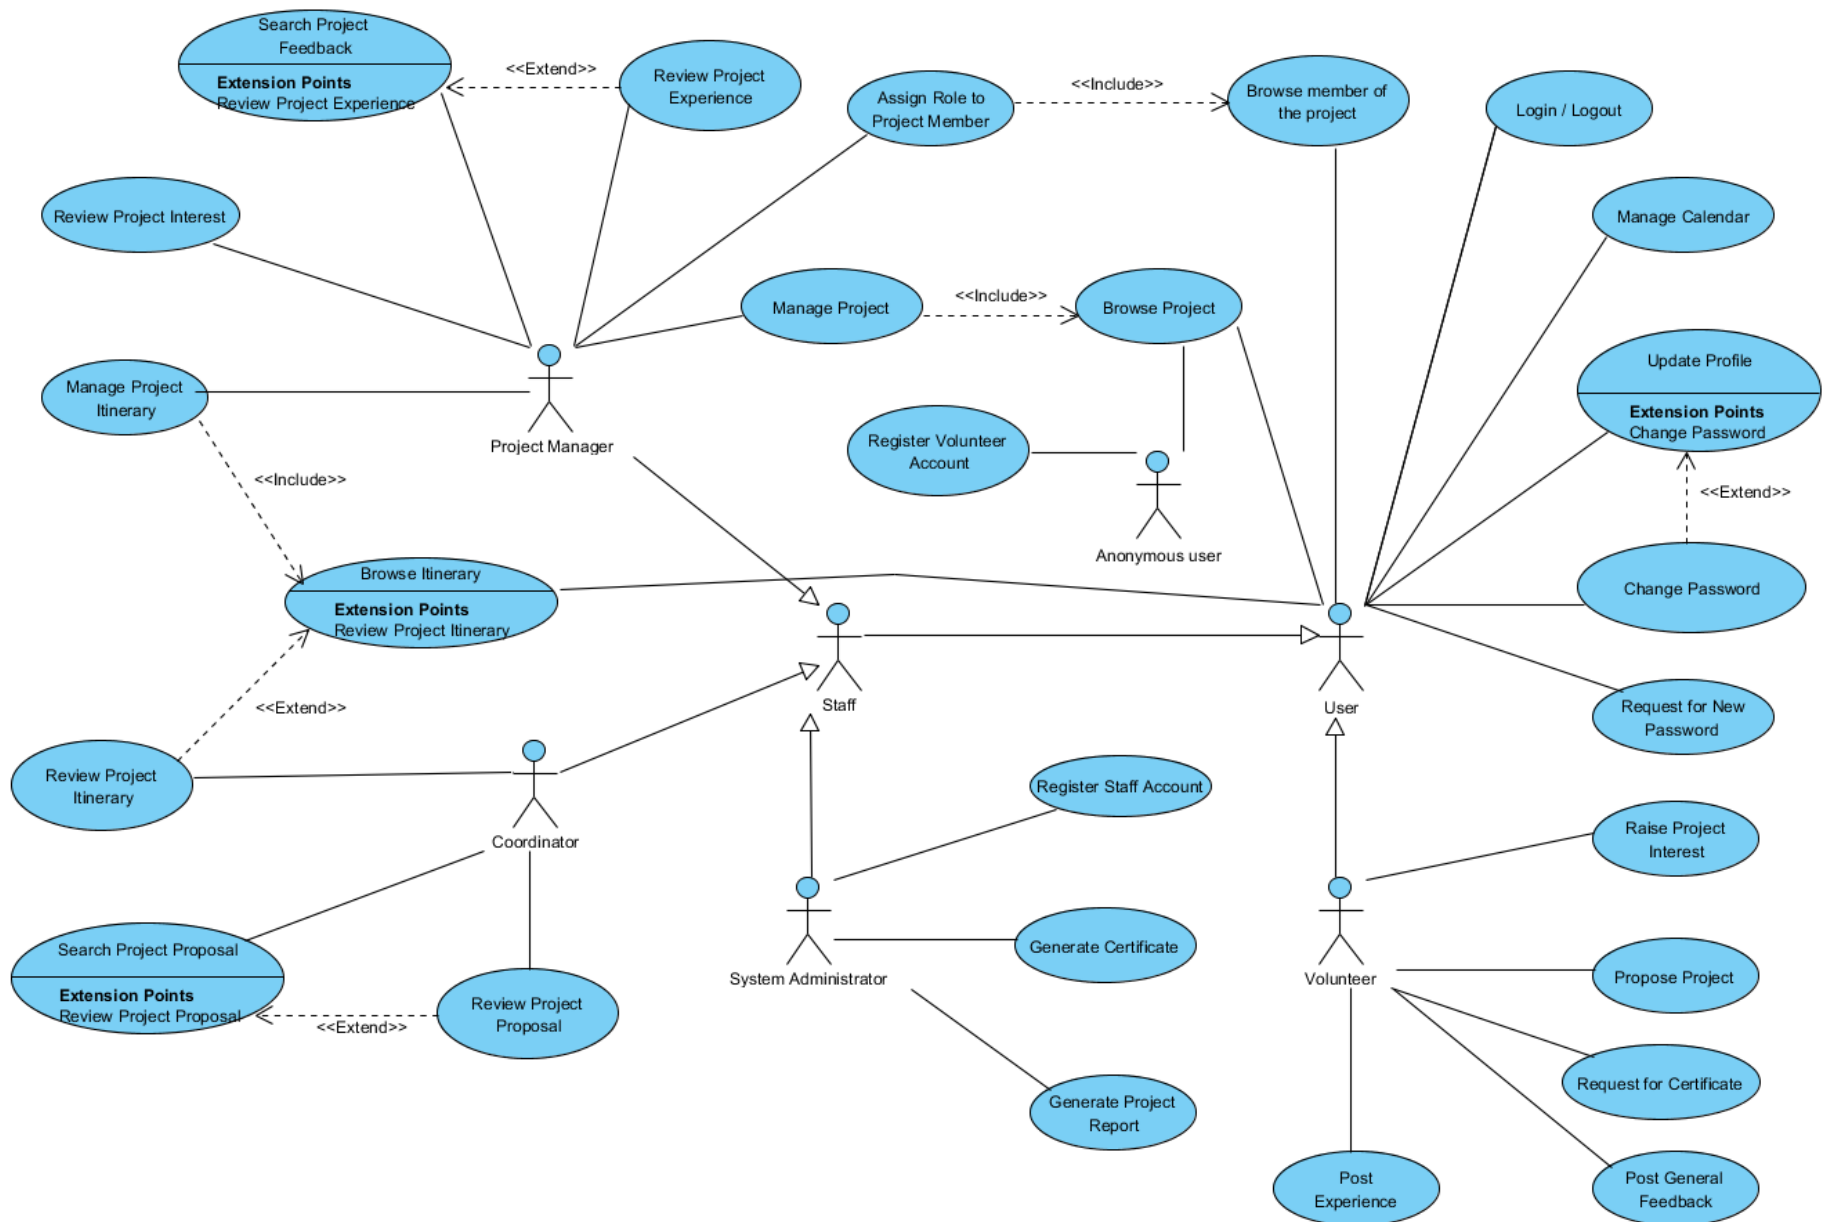 Search Project
Feedback
Extension Points
Review Project Experience
<<Extend>>
Review Project
Experience
Assign Role to
Project Member
<<Include>>
Browse member of
the project
Login / Logout
Review Project Interest
Manage Calendar
Manage Project
<<Include>>
Browse Project
Manage Project
Itinerary
Project Manager
Register Volunteer
Account
Anonymous user
Update Profile
Extension Points
Change Password
<<Extend>>
Change Password
<<Include>>
Browse Itinerary
Extension Points
Review Project Itinerary
<<Extend>>
Staff
User
Request for New
Password
Review Project
Itinerary
Coordinator
Register Staff Account
Raise Project
Interest
Search Project Proposal
Extension Points
Review Project Proposal
<<Extend>>
Review Project
Proposal
System Administrator
Generate Certificate
Volunteer
Propose Project
Request for Certificate
Generate Project
Report
Post
Experience
Post General
Feedback